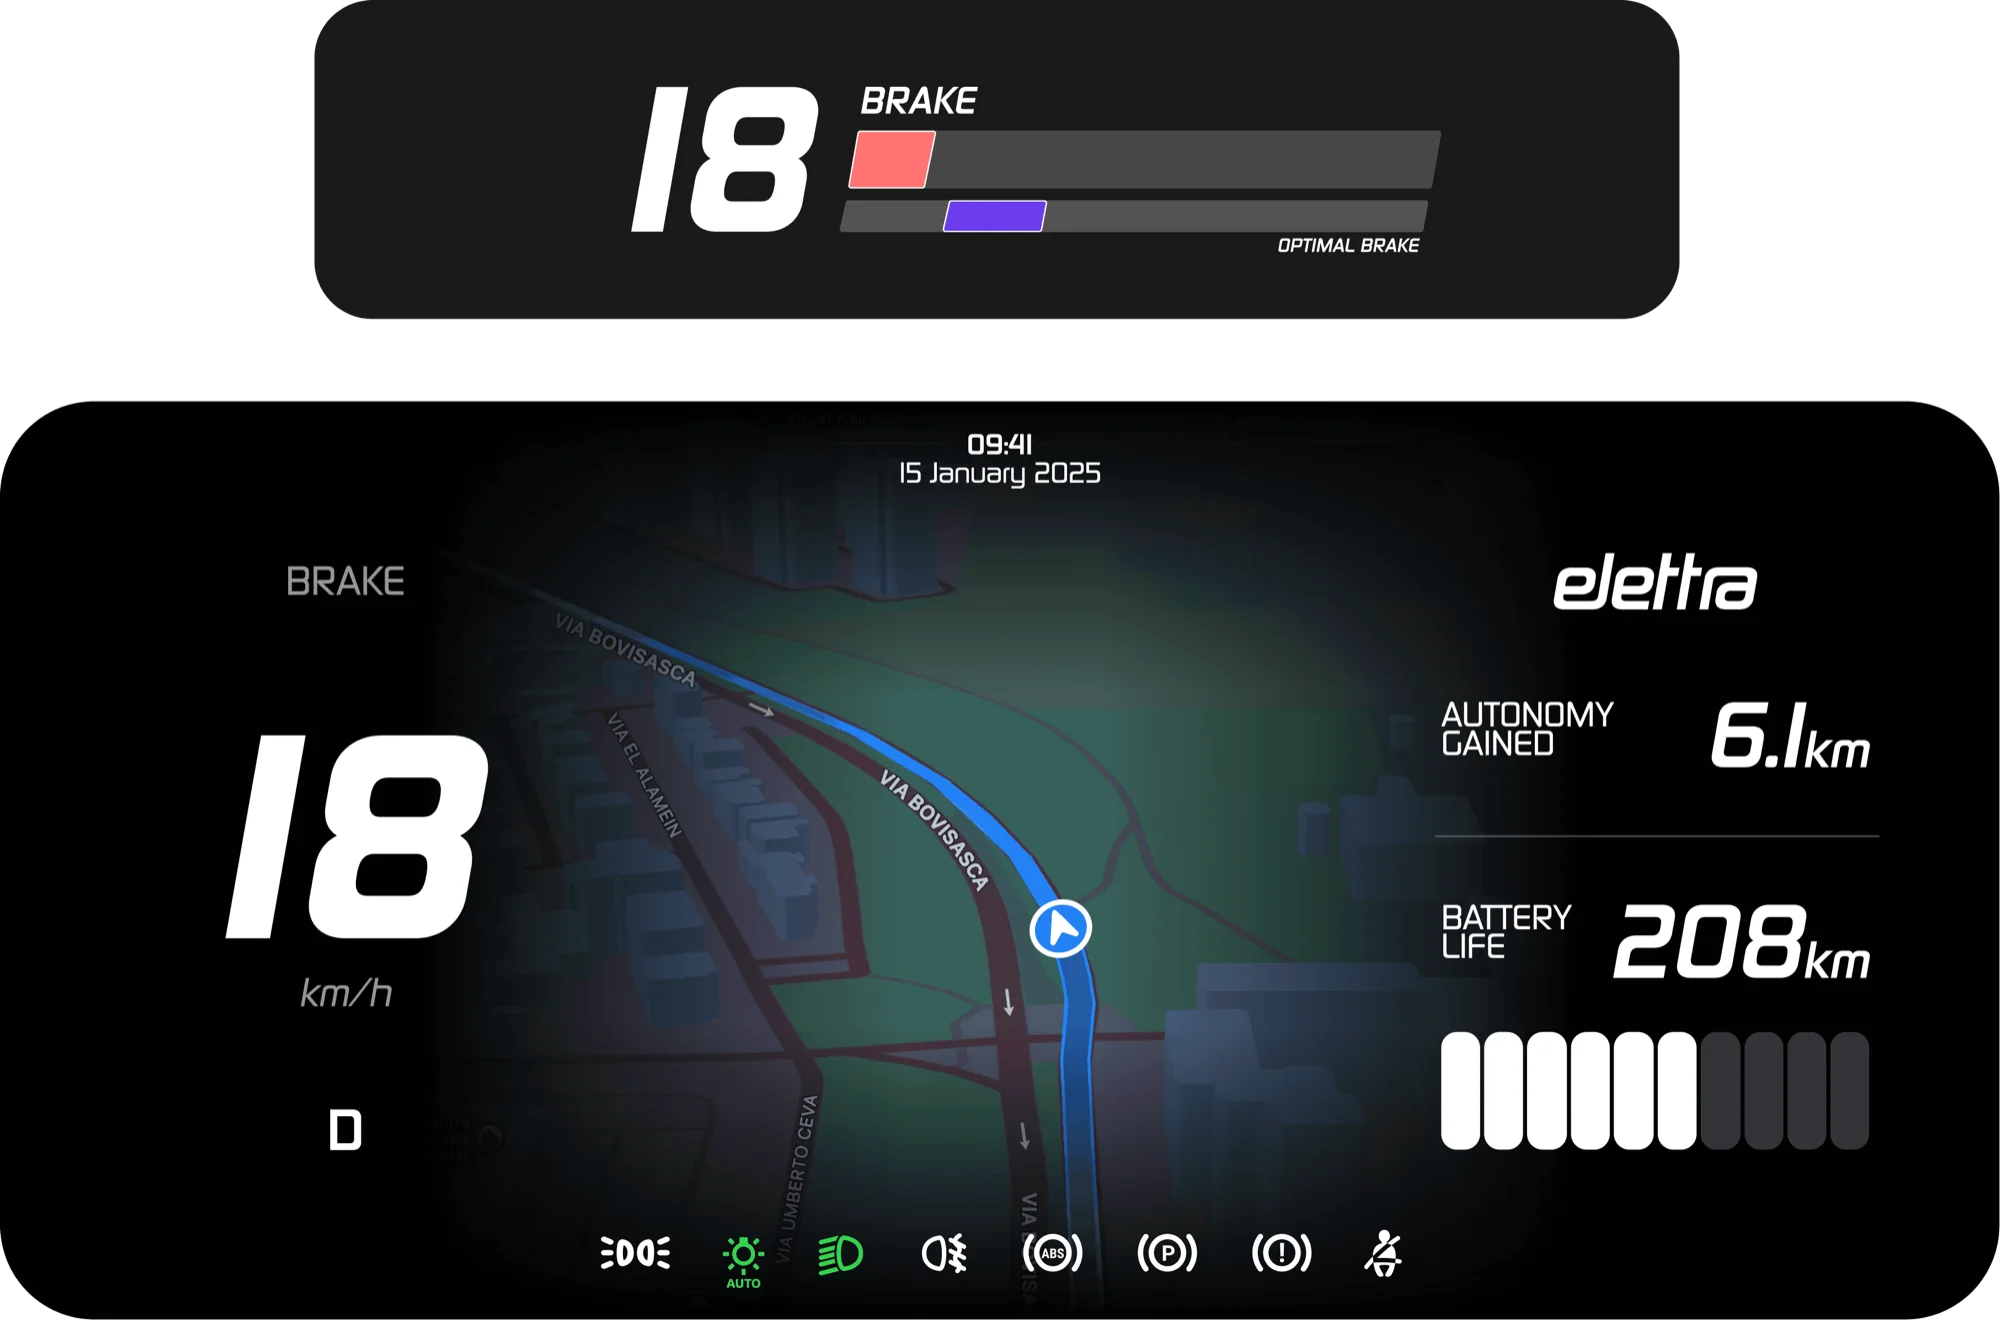 18
BRAKE
OPTIMAL BRAKE
09:41
15 January 2025
BRAKE
elettra
VIA BOVISASCA
AUTONOMY
GAINED
6.1km
VIA EL ALAMEIN
18
VIA BOVISASCA
BATTERY
LIFE
208km
km/h
D
VIA UMBERTO CEVA
VIA
AUTO
ABS
P
!